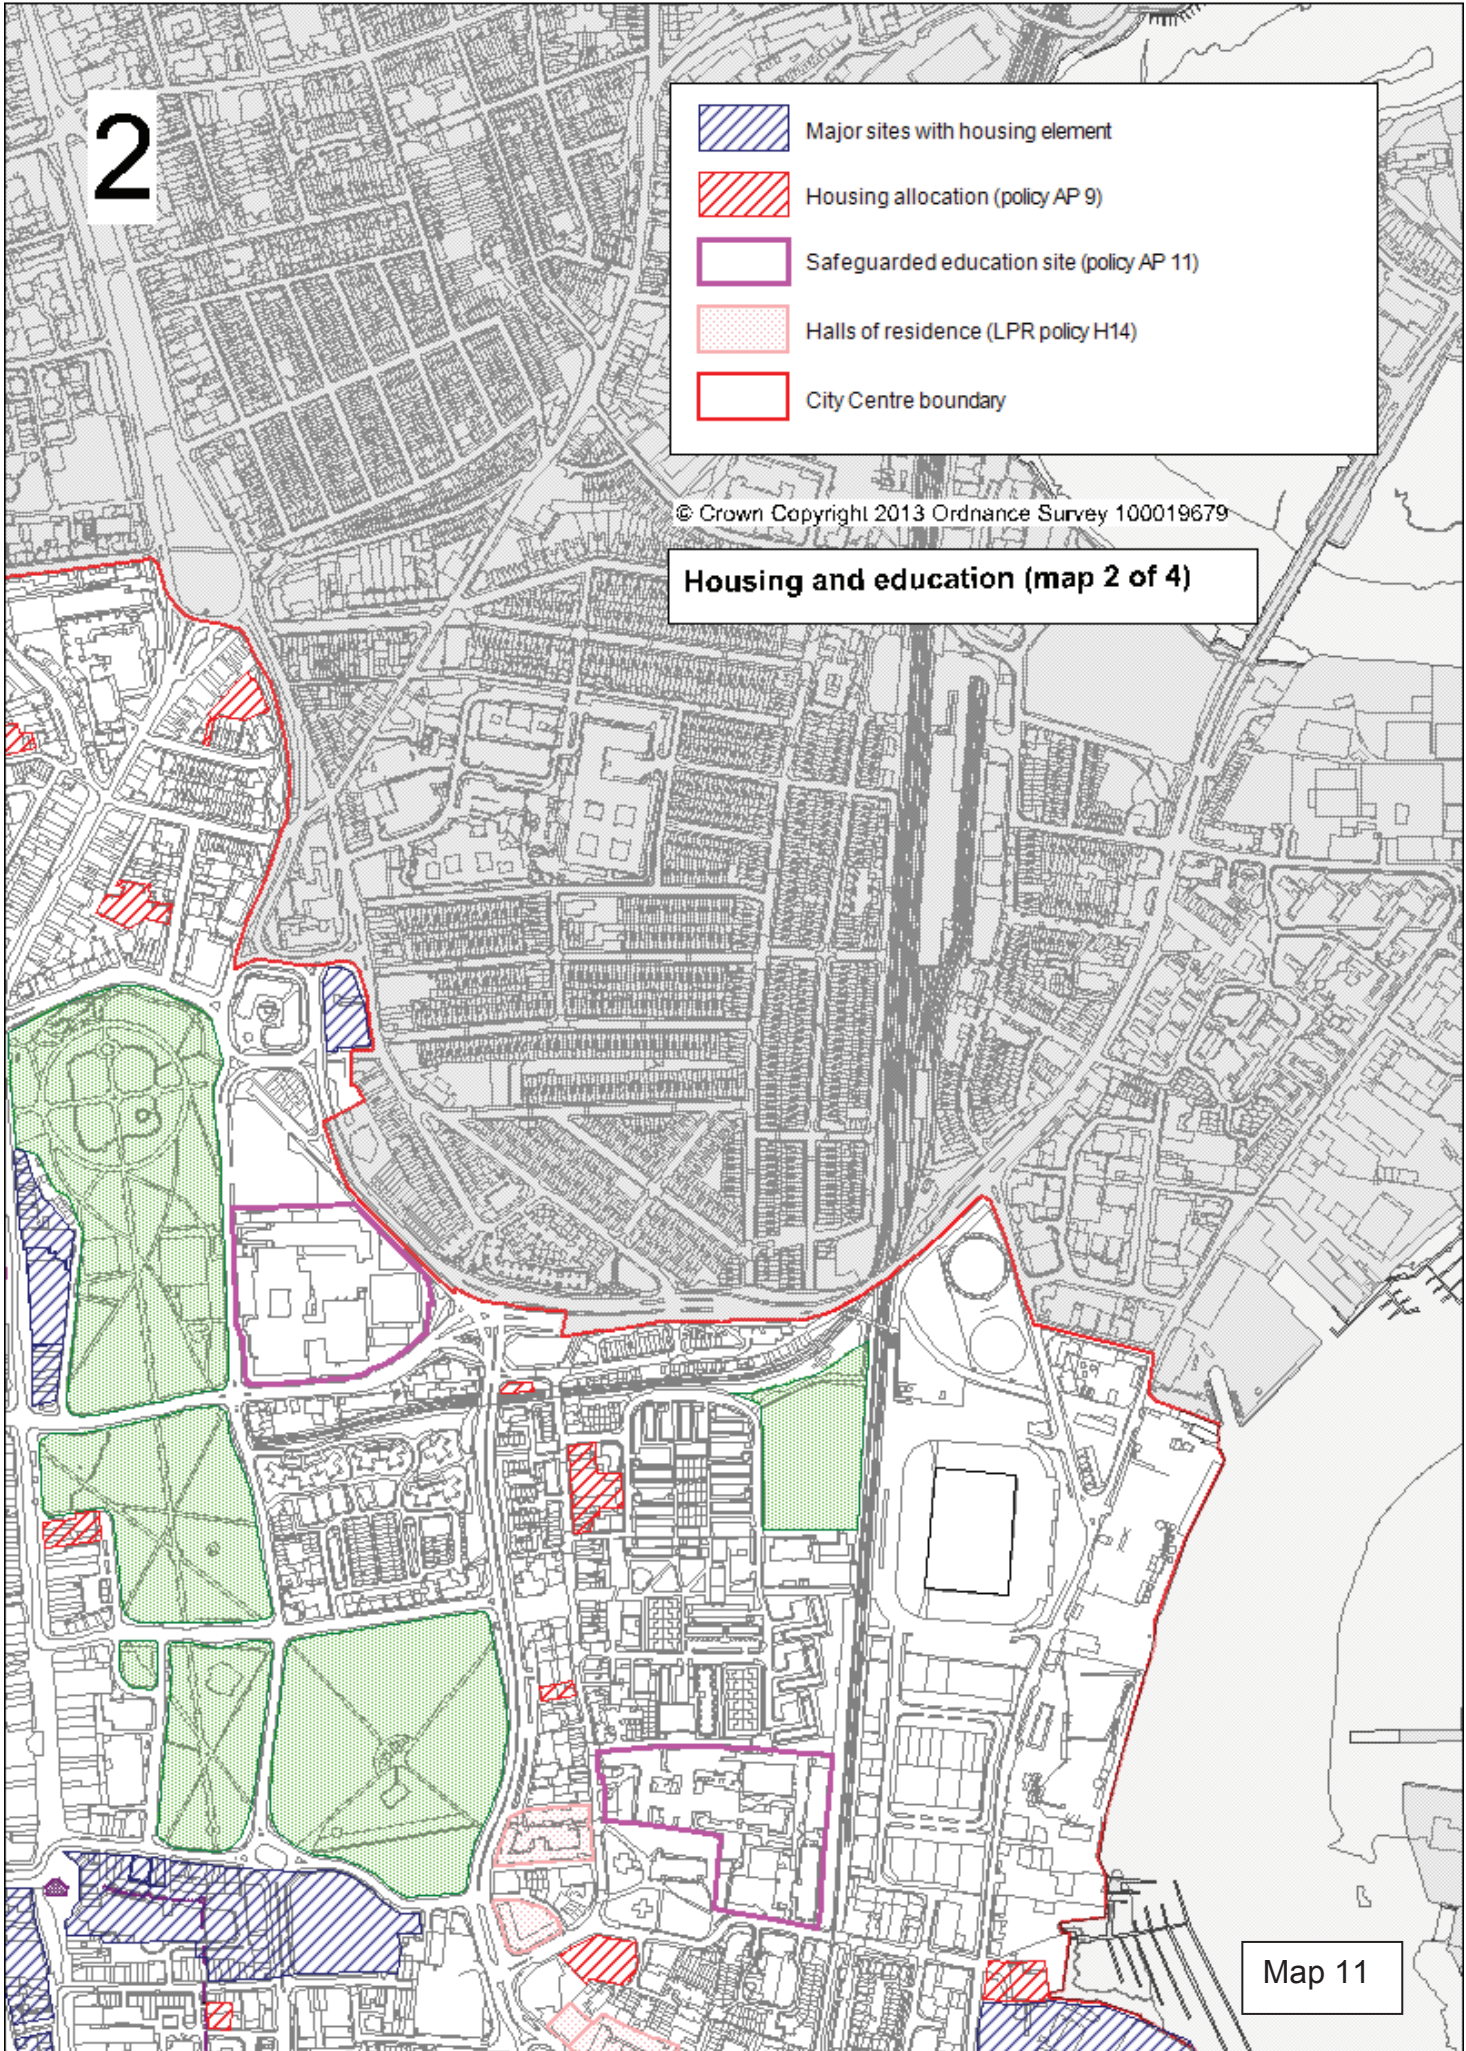 2
Major sites with housing element
Housing allocation (policy AP 9)
Safeguarded education site (policy AP 11)
Halls of residence (LPR policy H14)
City Centre boundary
© Crown Copyright 2013 Ordnance Survey 100019679
Housing and education (map 2 of 4)
Map 11